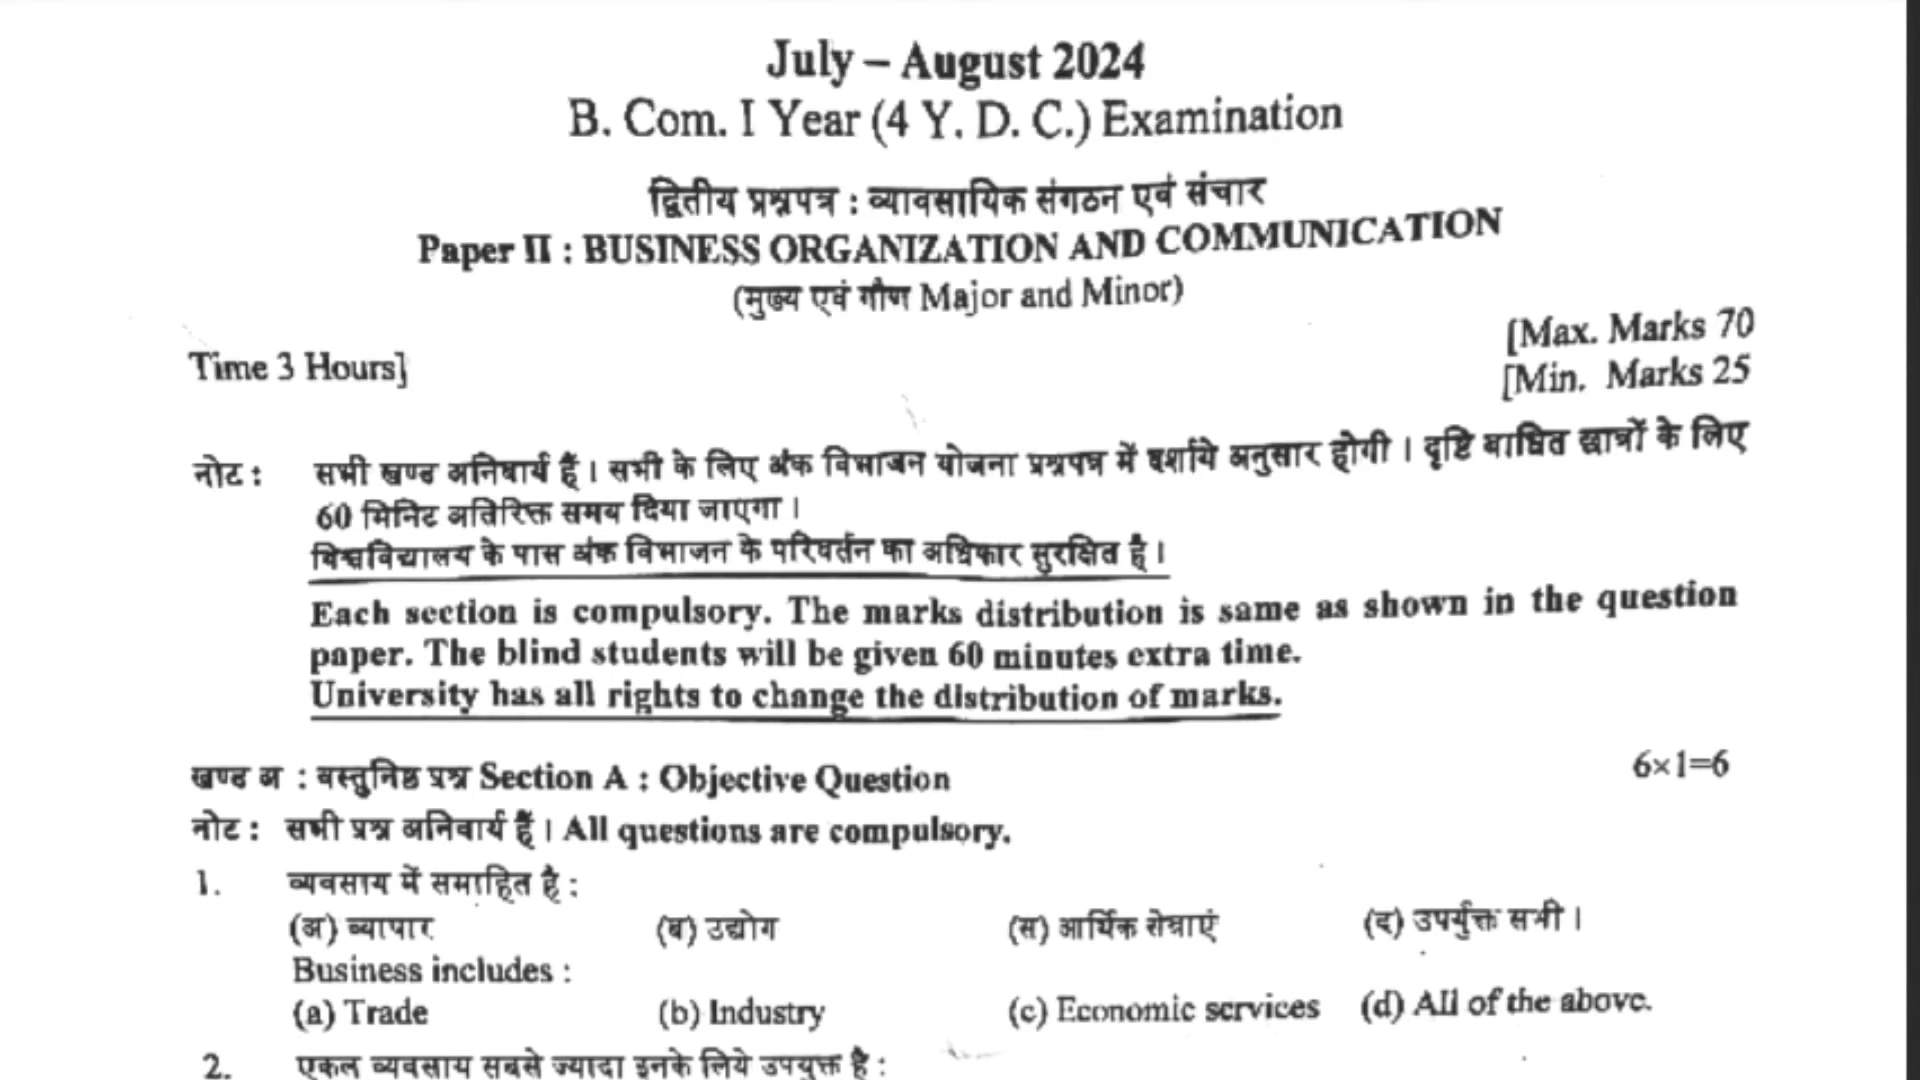 July – August 2024
B. Com. I Year (4 Y. D. C.) Examination
द्वितीय प्रश्नपत्र : व्यावसायिक संगठन एवं संचार
Paper II : BUSINESS ORGANIZATION AND COMMUNICATION
(मुख्य एवं गौण Major and Minor)
[Max. Marks 70
Time 3 Hours]
[Min. Marks 25
नोट : सभी खण्ड अनिवार्य हैं। सभी के लिए अंक विभाजन योजना प्रश्नपत्र में दर्शाये अनुसार होगी। दृष्टि बाधित छात्रों के लिए
60 मिनिट अतिरिक्त समय दिया जाएगा।
विश्वविद्यालय के पास अंक विभाजन के परिवर्तन का अधिकार सुरक्षित है।
Each section is compulsory. The marks distribution is same as shown in the question
paper. The blind students will be given 60 minutes extra time.
University has all rights to change the distribution of marks.
खण्ड अ : वस्तुनिष्ठ प्रश्न Section A : Objective Question 6×1=6
नोट : सभी प्रश्न अनिवार्य हैं। All questions are compulsory.
1. व्यवसाय में समाहित है :
(अ) व्यापार (ब) उद्योग (स) आर्थिक सेवाएं (द) उपर्युक्त सभी।
Business includes :
(a) Trade (b) Industry (c) Economic services (d) All of the above.
2. एकल व्यवसाय सबसे ज्यादा इनके लिये उपयुक्त है :